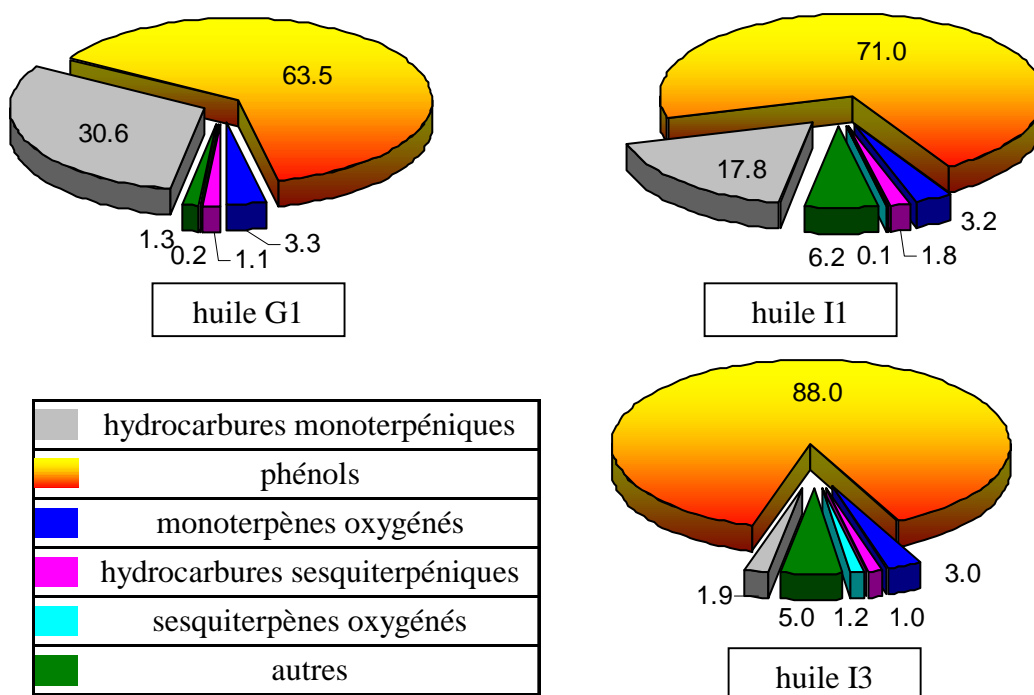 63.5
30.6
1.3
0.2
1.1
3.3
huile G1
71.0
17.8
6.2
0.1
1.8
3.2
huile I1
88.0
1.9
5.0
1.2
1.0
3.0
huile I3
hydrocarbures monoterpéniques
phénols
monoterpènes oxygénés
hydrocarbures sesquiterpéniques
sesquiterpènes oxygénés
autres